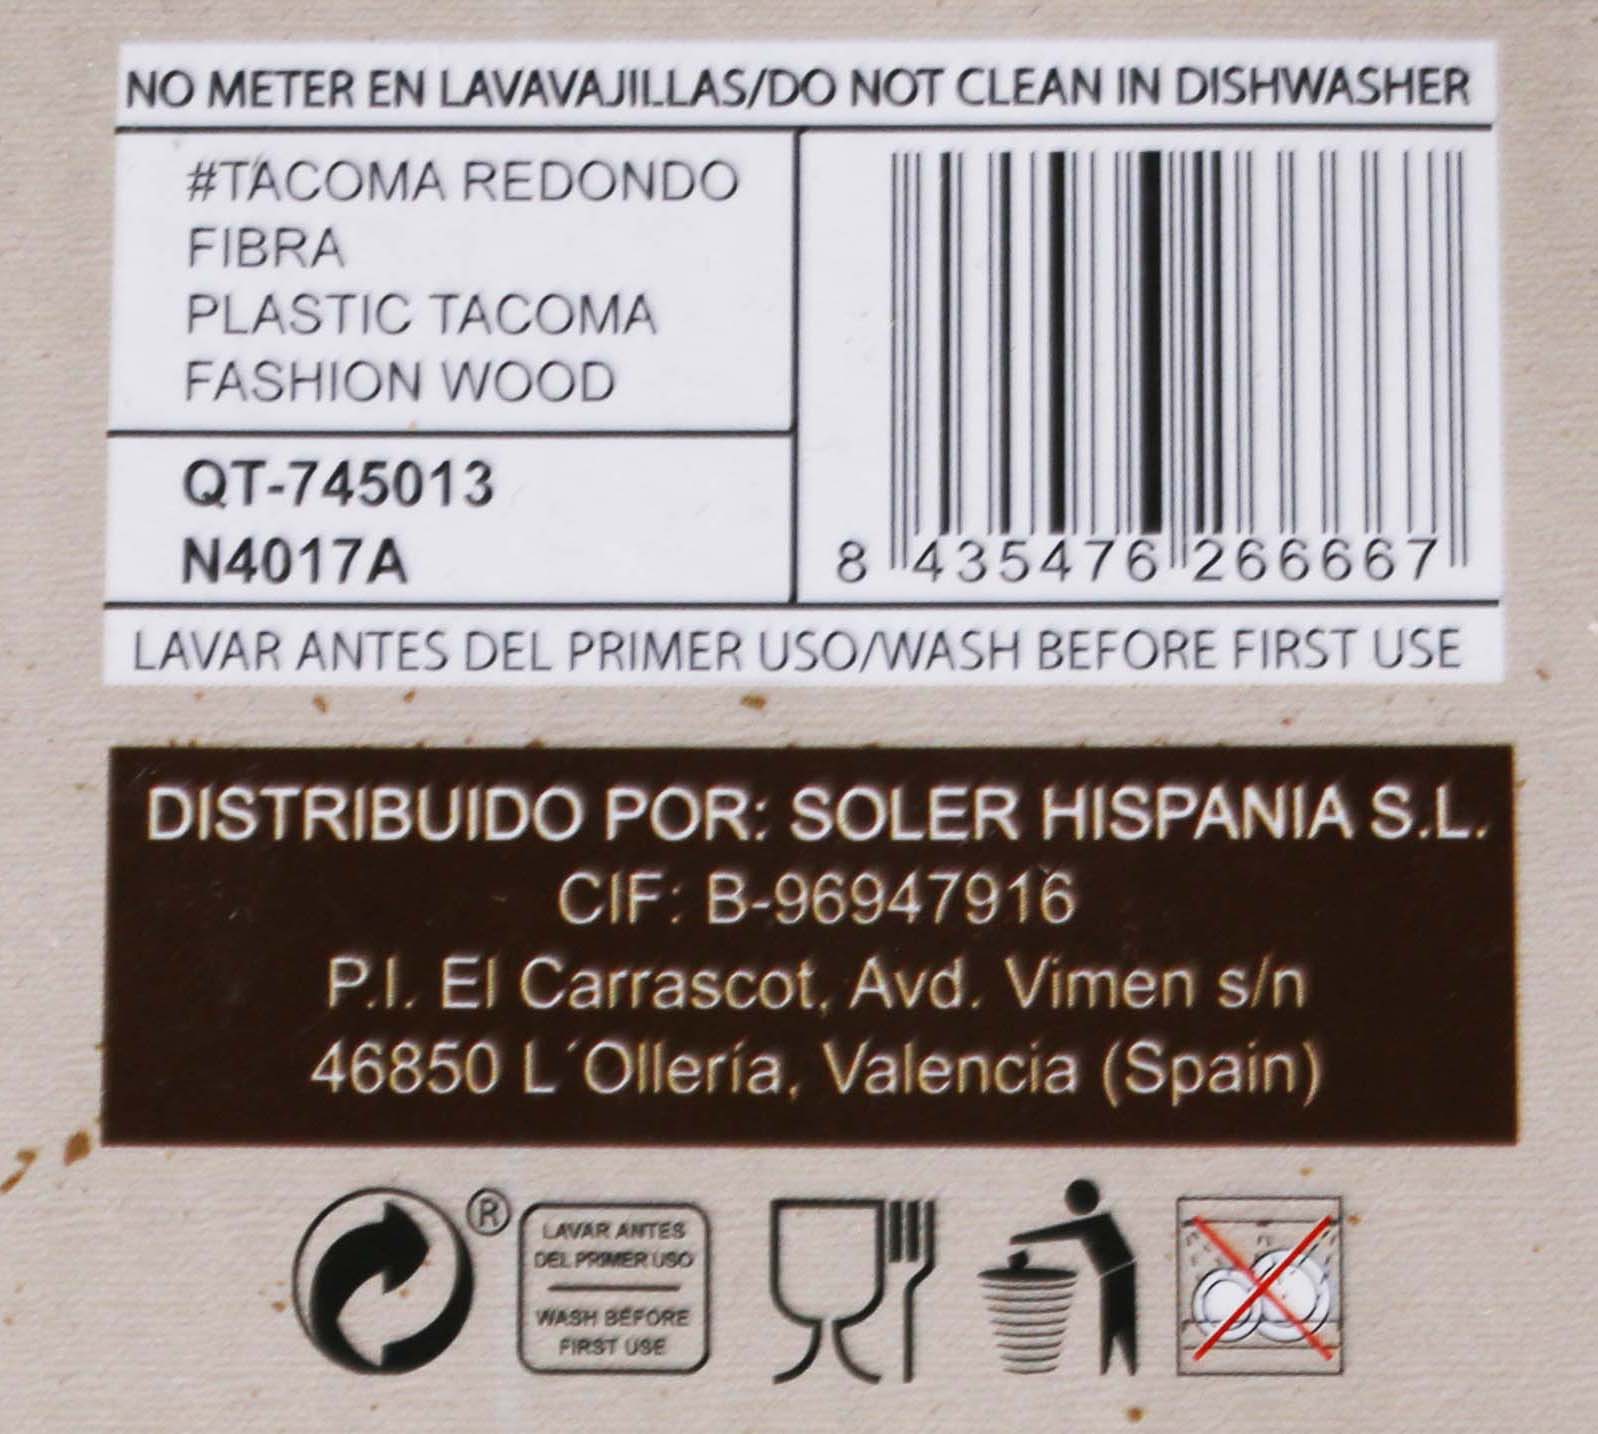 NO METER EN LAVAVAJILLAS/DO NOT CLEAN IN DISHWASHER
#TACOMA REDONDO
FIBRA
PLASTIC TACOMA
FASHION WOOD
QT-745013
N4017A
8 435476 266667
LAVAR ANTES DEL PRIMER USO/WASH BEFORE FIRST USE
DISTRIBUIDO POR: SOLER HISPANIA S.L.
CIF: B-96947916
P.I. El Carrascot, Avd. Vimen s/n
46850 L´Ollería, Valencia (Spain)
®
LAVAR ANTES
DEL PRIMER USO
WASH BEFORE
FIRST USE